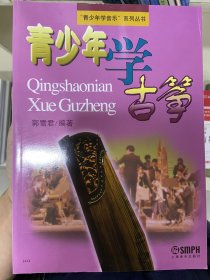 “青少年学音乐”系列丛书
青少年学古筝
Qingshaonian
Xue Guzheng
郭雪君/编著
SMPH
上海音乐出版社